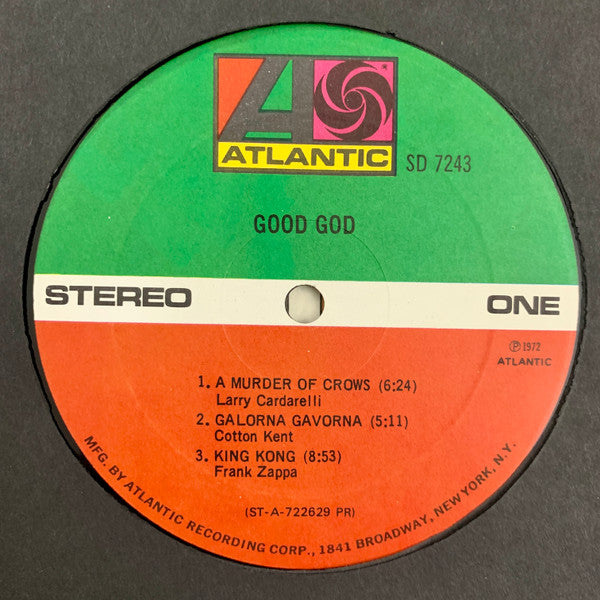 ATLANTIC
SD 7243
GOOD GOD
STEREO
ONE
Ⓟ 1972
ATLANTIC
1. A MURDER OF CROWS (6:24)
Larry Cardarelli
2. GALORNA GAVORNA (5:11)
Cotton Kent
3. KING KONG (8:53)
Frank Zappa
(ST-A-722629 PR)
MFG. BY ATLANTIC RECORDING CORP., 1841 BROADWAY, NEW YORK, N.Y.